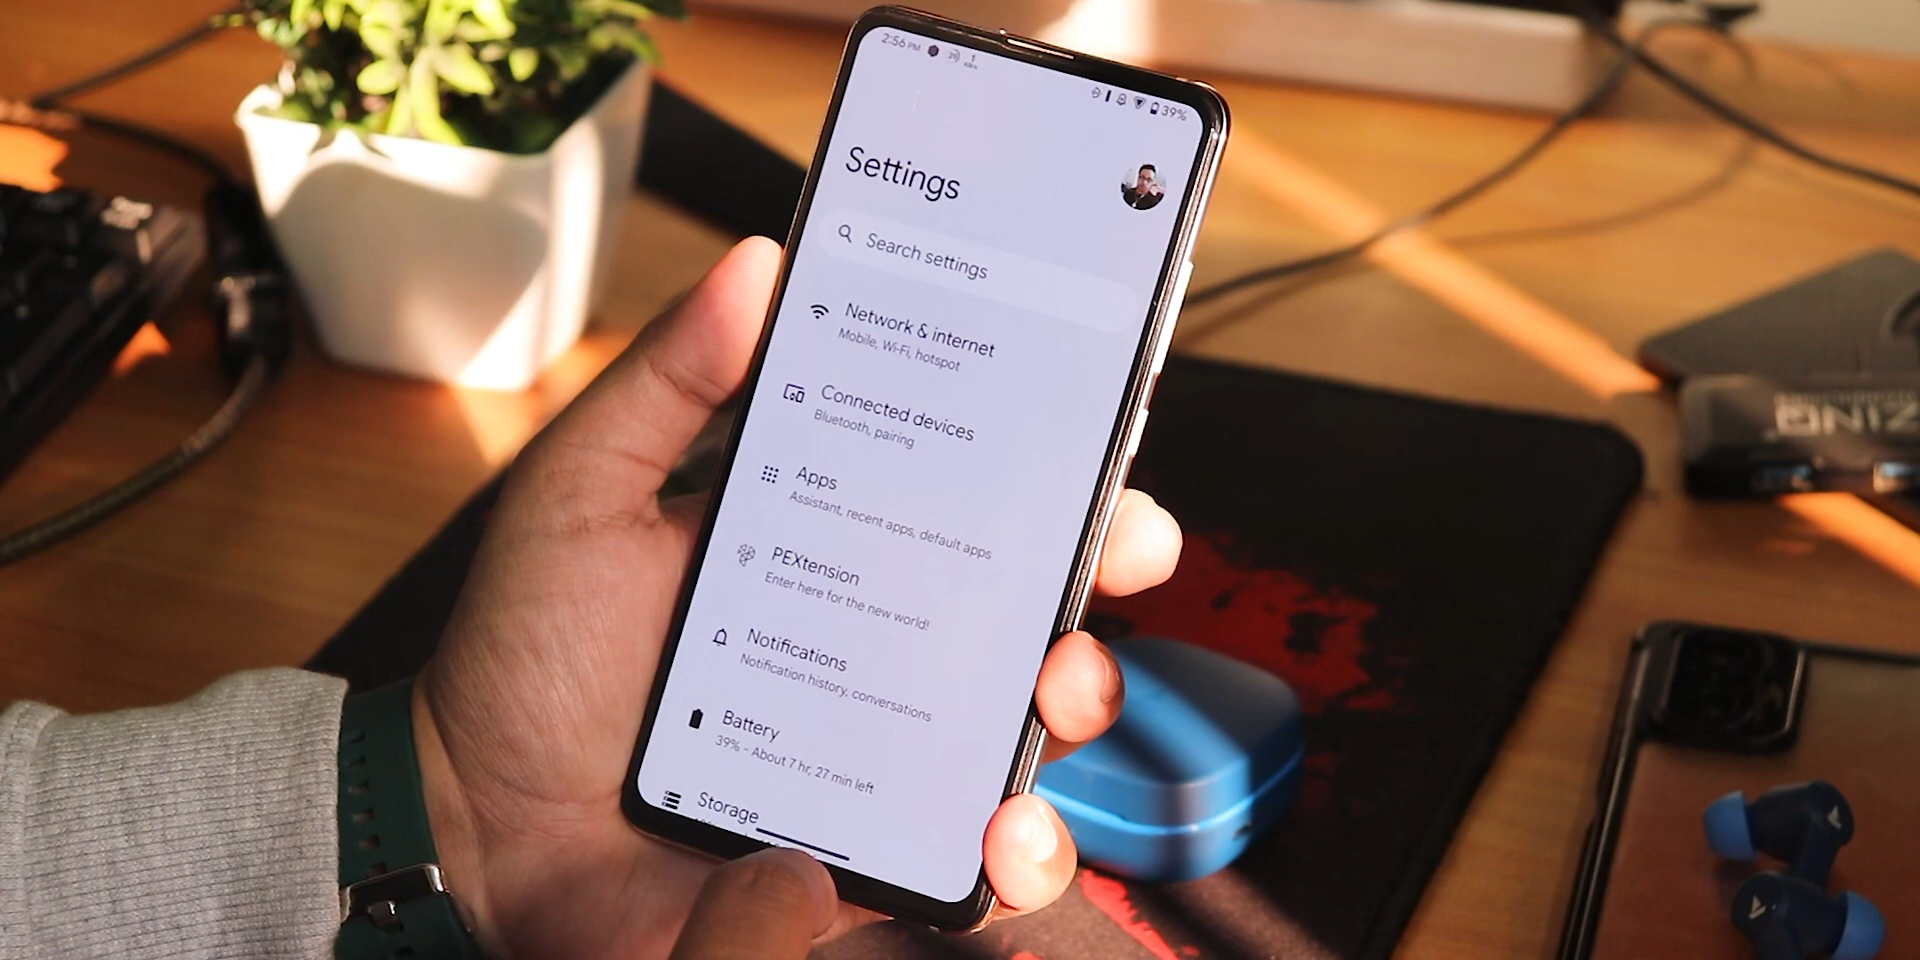 2:56 PM
39%
Settings
Search settings
Network & internet
Mobile, Wi-Fi, hotspot
Connected devices
Bluetooth, pairing
Apps
Assistant, recent apps, default apps
PEXtension
Enter here for the new world!
Notifications
Notification history, conversations
Battery
39% - About 7 hr, 27 min left
Storage